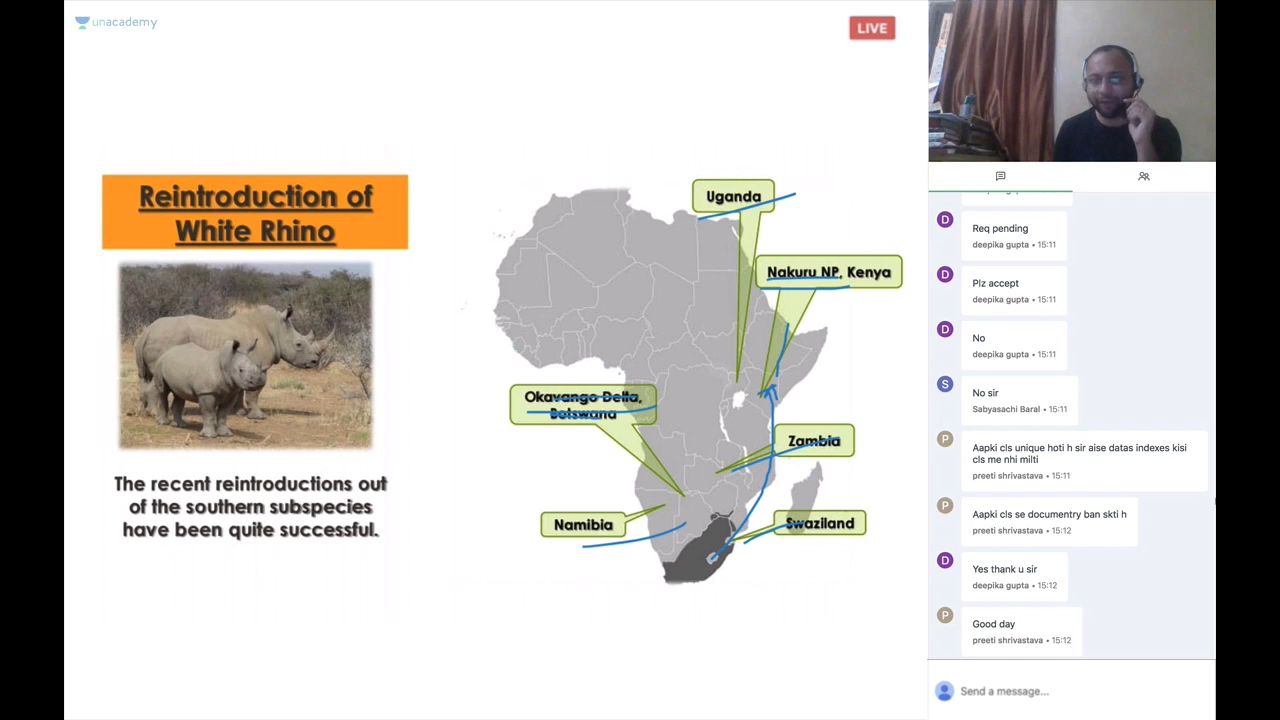 unacademy
LIVE
Reintroduction of
White Rhino
The recent reintroductions out
of the southern subspecies
have been quite successful.
Uganda
Nakuru NP, Kenya
Okavango Delta,
Botswana
Zambia
Namibia
Swaziland
D
Req pending
deepika gupta • 15:11
D
Plz accept
deepika gupta • 15:11
D
No
deepika gupta • 15:11
S
No sir
Sabyasachi Baral • 15:11
P
Aapki cls unique hoti h sir aise datas indexes kisi
cls me nhi milti
preeti shrivastava • 15:11
P
Aapki cls se documentry ban skti h
preeti shrivastava • 15:12
D
Yes thank u sir
deepika gupta • 15:12
P
Good day
preeti shrivastava • 15:12
Send a message...